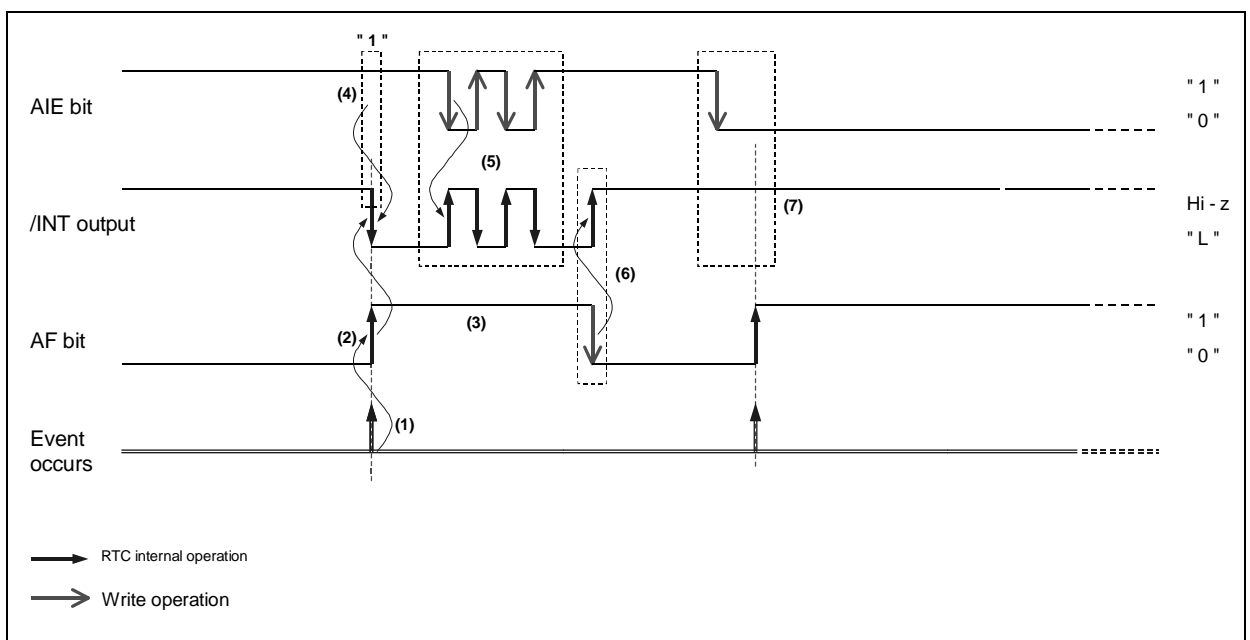 " 1 "
AIE bit
(4)
(5)
" 1 "
" 0 "
/INT output
(7)
Hi - z
" L "
(6)
AF bit
(2)
(3)
" 1 "
" 0 "
(1)
Event
occurs
RTC internal operation
Write operation